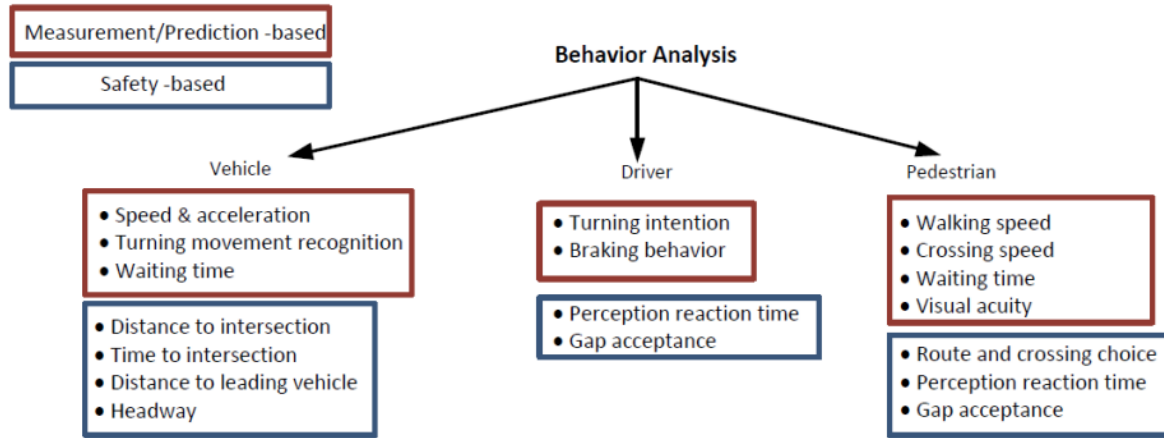 Measurement/Prediction -based
Safety -based
Behavior Analysis
Vehicle
• Speed & acceleration
• Turning movement recognition
• Waiting time
• Distance to intersection
• Time to intersection
• Distance to leading vehicle
• Headway
Driver
• Turning intention
• Braking behavior
• Perception reaction time
• Gap acceptance
Pedestrian
• Walking speed
• Crossing speed
• Waiting time
• Visual acuity
• Route and crossing choice
• Perception reaction time
• Gap acceptance